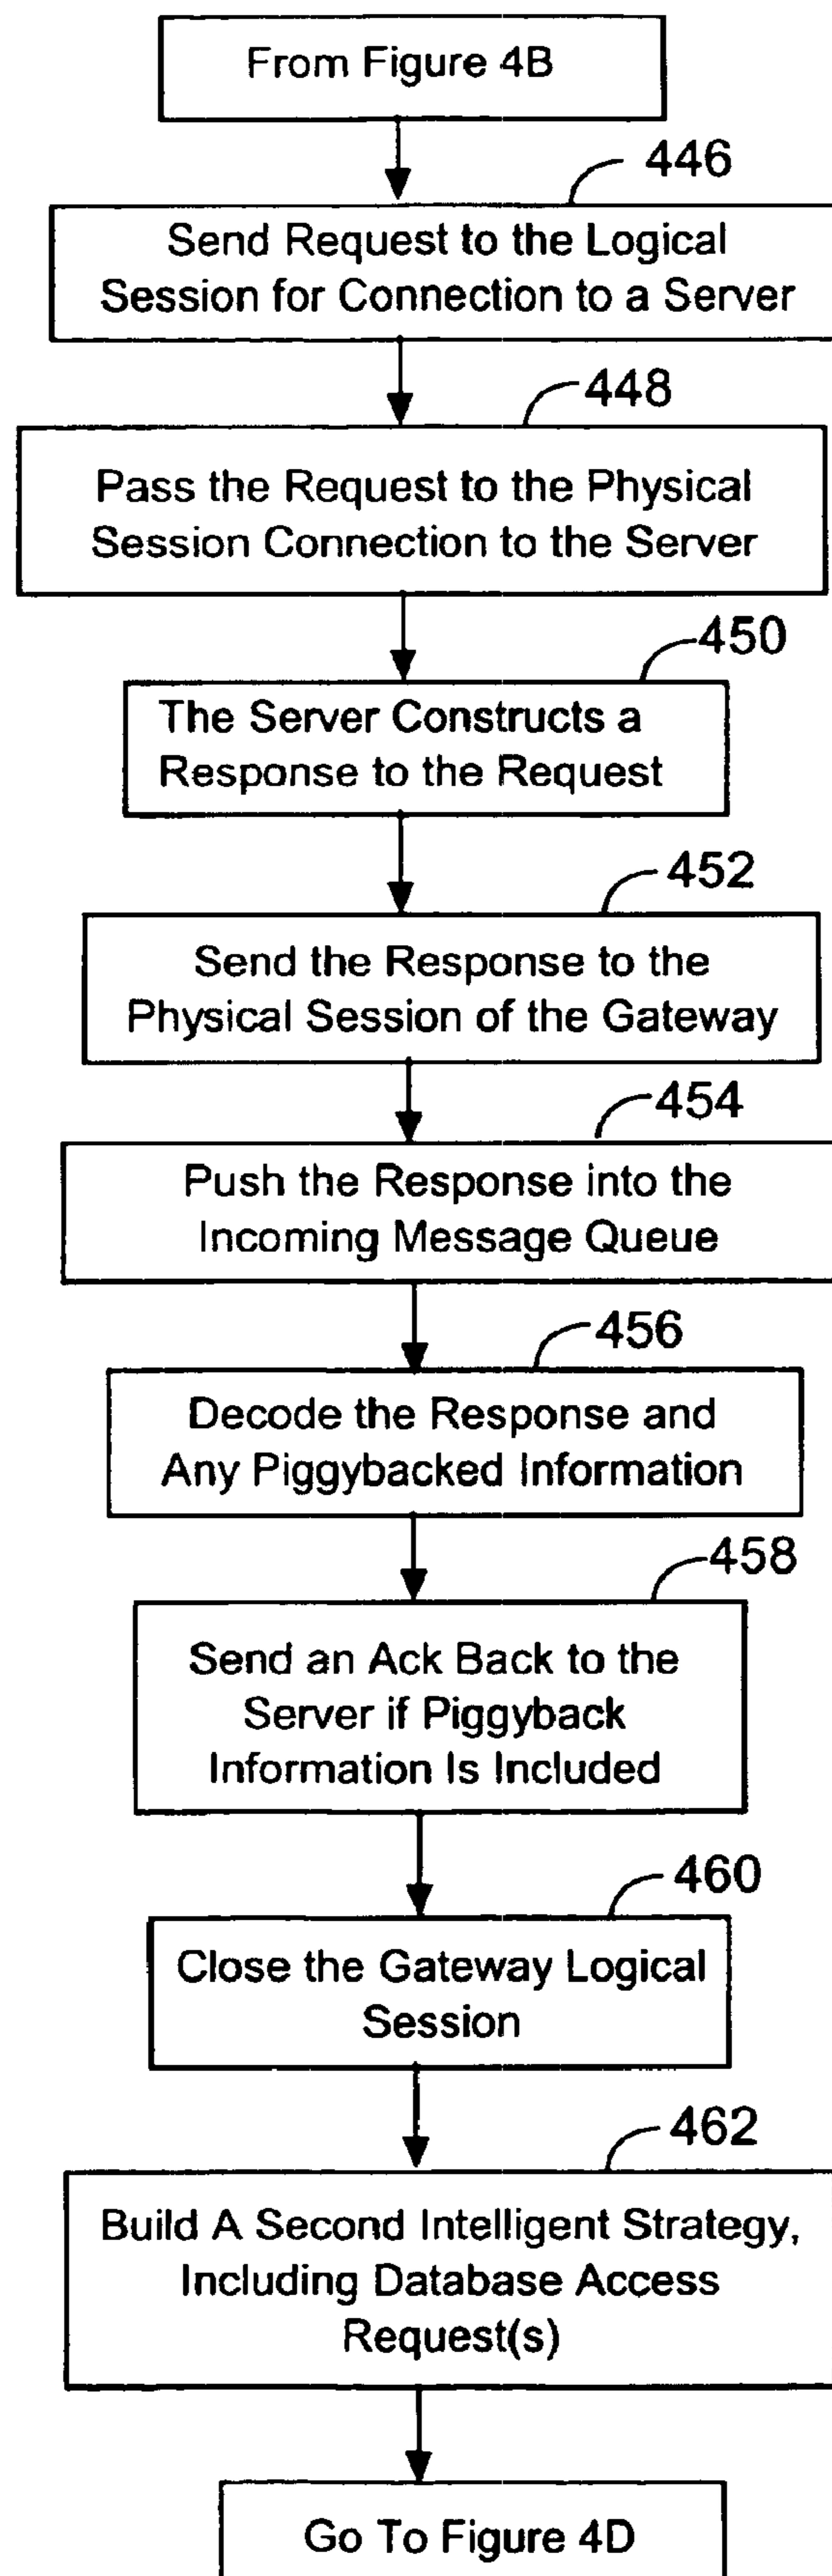 From Figure 4B
446
Send Request to the Logical
Session for Connection to a Server
448
Pass the Request to the Physical
Session Connection to the Server
450
The Server Constructs a
Response to the Request
452
Send the Response to the
Physical Session of the Gateway
454
Push the Response into the
Incoming Message Queue
456
Decode the Response and
Any Piggybacked Information
458
Send an Ack Back to the
Server if Piggyback
Information Is Included
460
Close the Gateway Logical
Session
462
Build A Second Intelligent Strategy,
Including Database Access
Request(s)
Go To Figure 4D